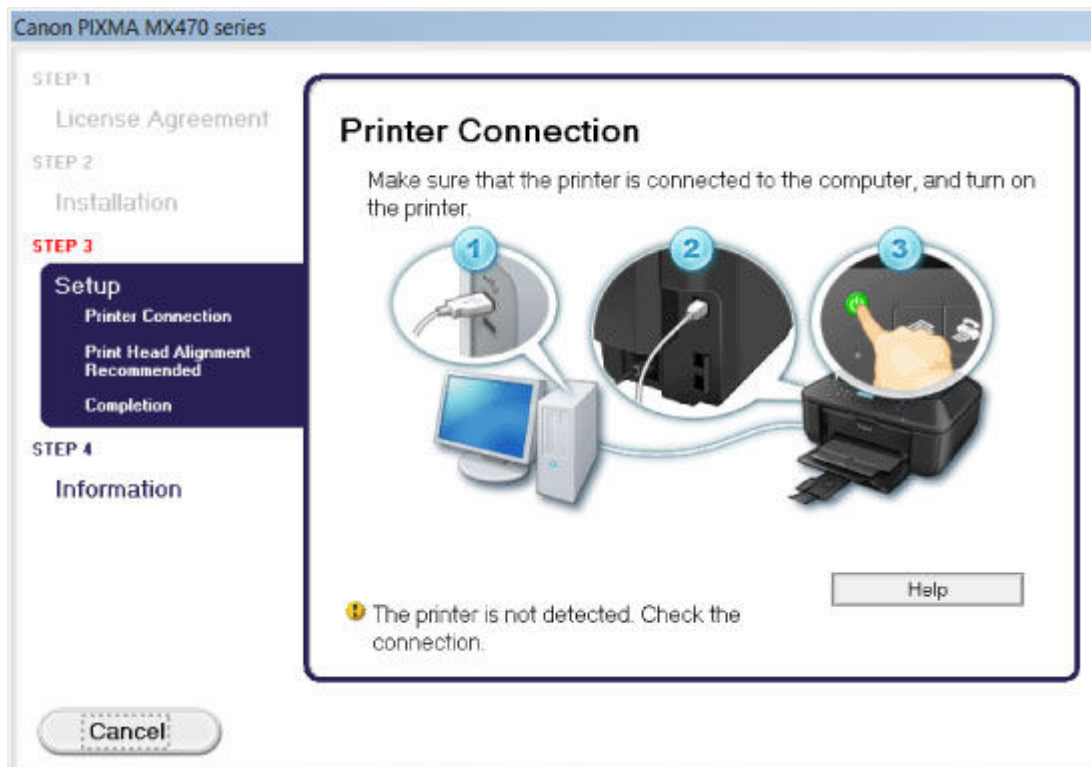 Canon PIXMA MX470 series
STEP 1
License Agreement
STEP 2
Installation
STEP 3
Setup
Printer Connection
Print Head Alignment
Recommended
Completion
STEP 4
Information
Printer Connection
Make sure that the printer is connected to the computer, and turn on
the printer.
1
2
3
Help
The printer is not detected. Check the
connection.
Cancel